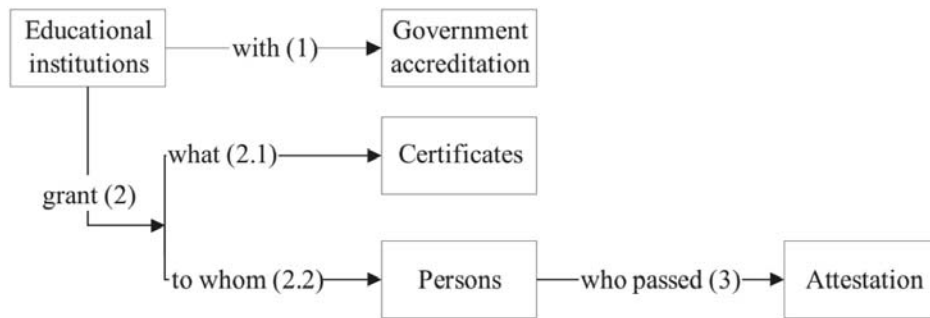 Educational
institutions
with (1)
Government
accreditation
what (2.1)
Certificates
grant (2)
to whom (2.2)
Persons
who passed (3)
Attestation